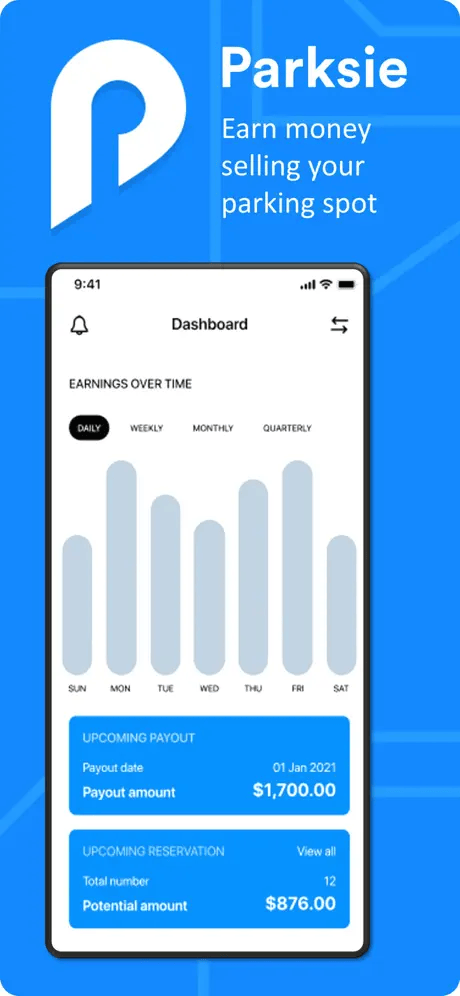 Parksie
Earn money
selling your
parking spot
9:41
Dashboard
EARNINGS OVER TIME
DAILY WEEKLY MONTHLY QUARTERLY
SUN MON TUE WED THU FRI SAT
UPCOMING PAYOUT
Payout date 01 Jan 2021
Payout amount $1,700.00
UPCOMING RESERVATION View all
Total number 12
Potential amount $876.00